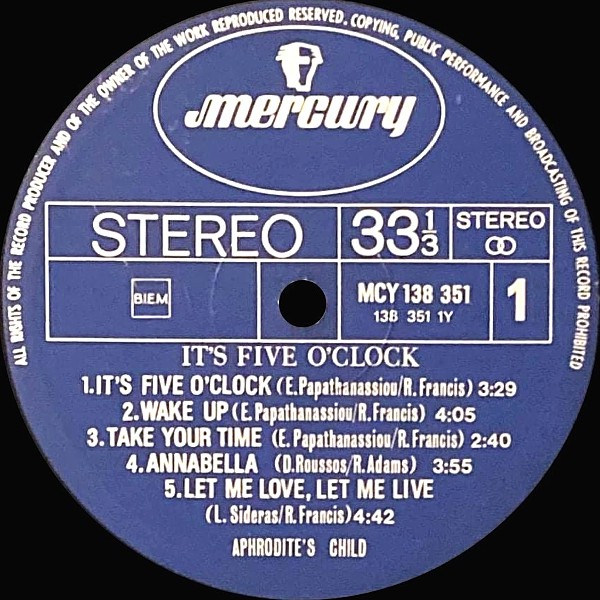 ALL RIGHTS OF THE RECORD PRODUCER AND OF THE OWNER OF THE WORK REPRODUCED RESERVED. COPYING, PUBLIC PERFORMANCE AND BROADCASTING OF THIS RECORD PROHIBITED
mercury
STEREO 33⅓ STEREO
BIEM MCY 138 351 1
138 351 1Y
IT'S FIVE O'CLOCK
1.IT'S FIVE O'CLOCK (E.Papathanassiou/R.Francis) 3:29
2.WAKE UP (E.Papathanassiou/R.Francis) 4:05
3.TAKE YOUR TIME (E.Papathanassiou/R.Francis) 2:40
4.ANNABELLA (D.Roussos/R.Adams) 3:55
5.LET ME LOVE, LET ME LIVE
(L. Sideras/R.Francis)4:42
APHRODITE'S CHILD